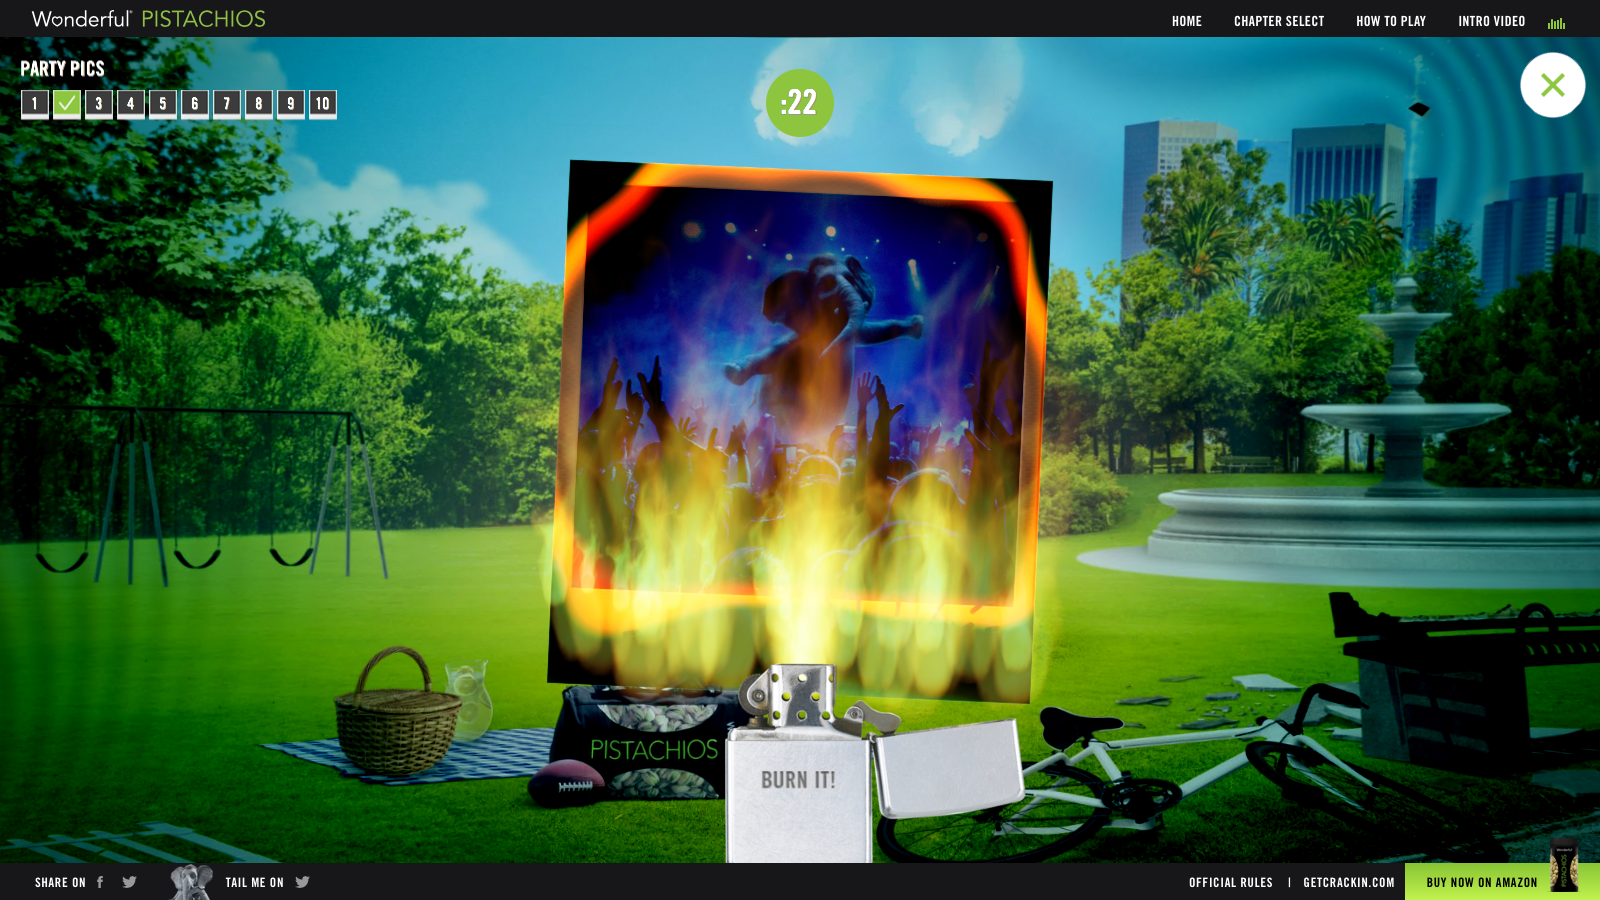 Wonderful PISTACHIOS
HOME
CHAPTER SELECT
HOW TO PLAY
INTRO VIDEO
PARTY PICS
1 3 4 5 6 7 8 9 10
:22
PISTACHIOS
BURN IT!
SHARE ON
TAIL ME ON
OFFICIAL RULES | GETCRACKIN.COM
BUY NOW ON AMAZON
Wonderful
PISTACHIOS